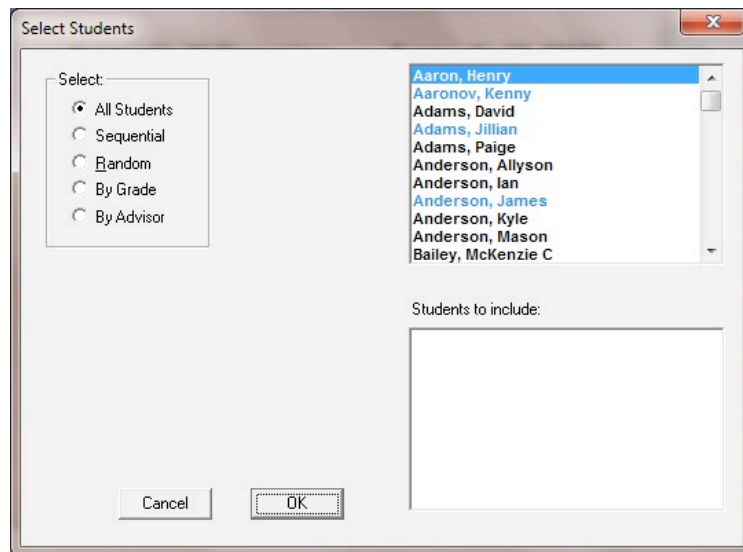 Select Students
Select:
All Students
Sequential
Random
By Grade
By Advisor
Aaron, Henry
Aaronov, Kenny
Adams, David
Adams, Jillian
Adams, Paige
Anderson, Allyson
Anderson, Ian
Anderson, James
Anderson, Kyle
Anderson, Mason
Bailey, McKenzie C
Students to include:
Cancel
OK